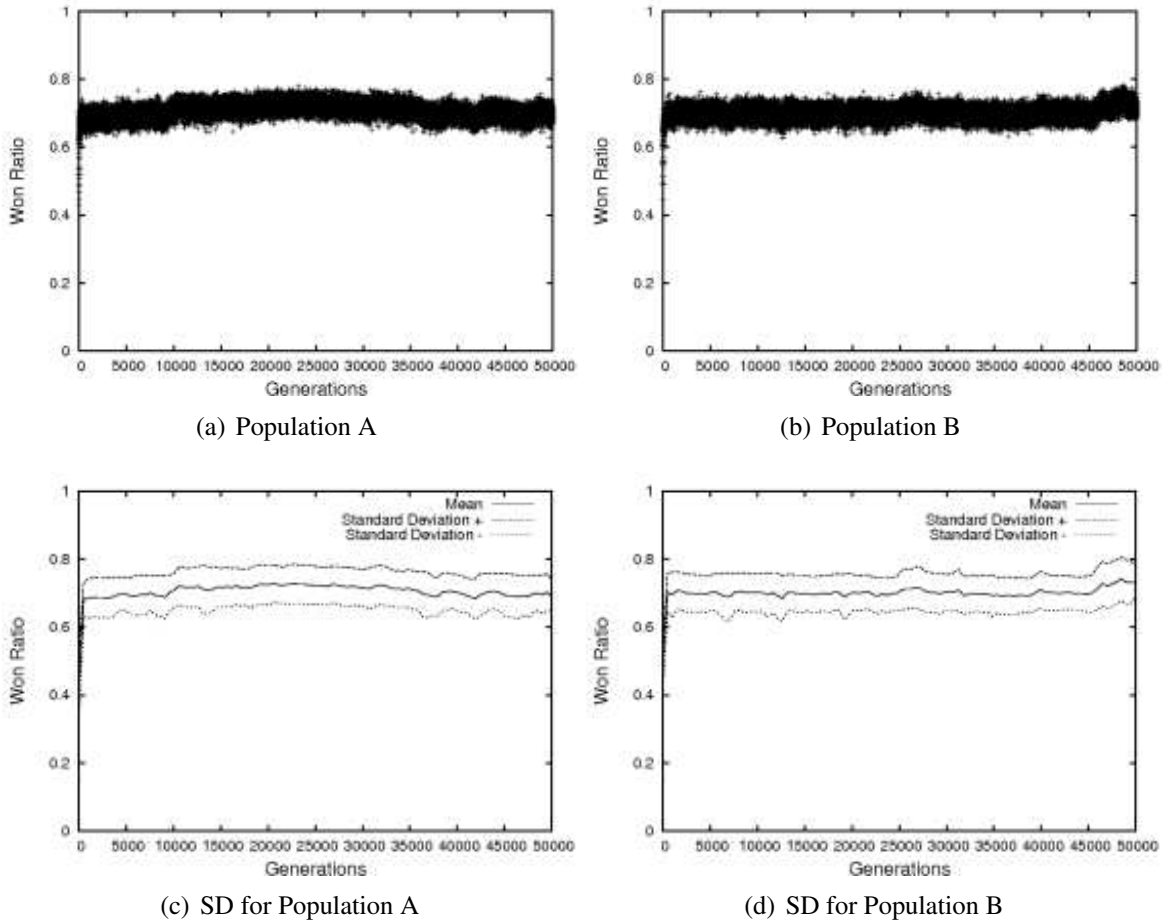 1
0.8
0.6
0.4
0.2
0
Won Ratio
0 5000 10000 15000 20000 25000 30000 35000 40000 45000 50000
Generations
(a) Population A
1
0.8
0.6
0.4
0.2
0
Won Ratio
0 5000 10000 15000 20000 25000 30000 35000 40000 45000 50000
Generations
(b) Population B
1
0.8
0.6
0.4
0.2
0
Won Ratio
Mean
Standard Deviation +
Standard Deviation -
0 5000 10000 15000 20000 25000 30000 35000 40000 45000 50000
Generations
(c) SD for Population A
1
0.8
0.6
0.4
0.2
0
Won Ratio
Mean
Standard Deviation +
Standard Deviation -
0 5000 10000 15000 20000 25000 30000 35000 40000 45000 50000
Generations
(d) SD for Population B